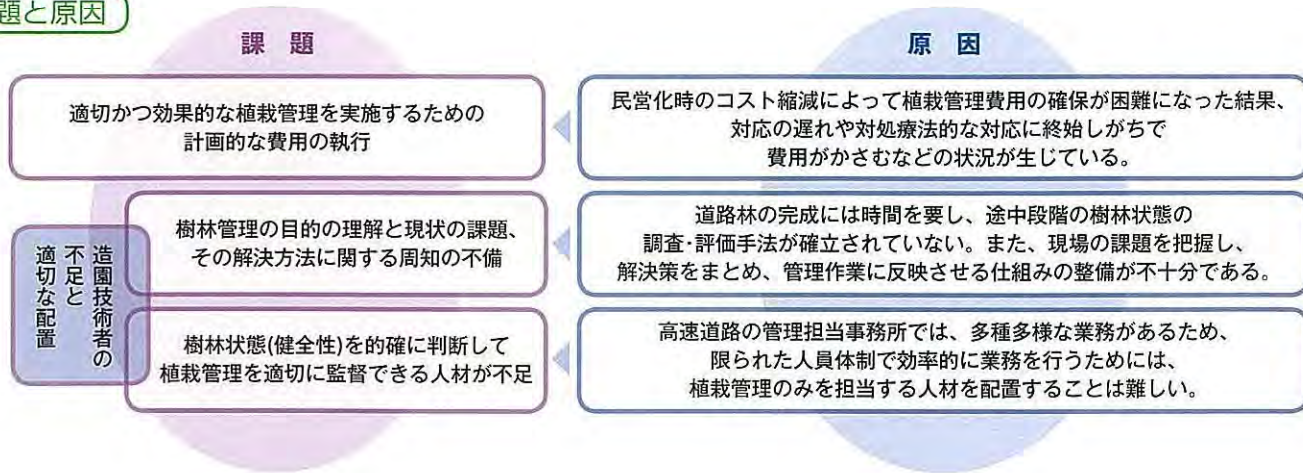 題と原因
課 題
原 因
適切かつ効果的な植栽管理を実施するための
計画的な費用の執行
民営化時のコスト縮減によって植栽管理費用の確保が困難になった結果、
対応の遅れや対処療法的な対応に終始しがちで
費用がかさむなどの状況が生じている。
造園技術者の
不足と
適切な配置
樹林管理の目的の理解と現状の課題、
その解決方法に関する周知の不備
道路林の完成には時間を要し、途中段階の樹林状態の
調査・評価手法が確立されていない。また、現場の課題を把握し、
解決策をまとめ、管理作業に反映させる仕組みの整備が不十分である。
樹林状態(健全性)を的確に判断して
植栽管理を適切に監督できる人材が不足
高速道路の管理担当事務所では、多種多様な業務があるため、
限られた人員体制で効率的に業務を行うためには、
植栽管理のみを担当する人材を配置することは難しい。